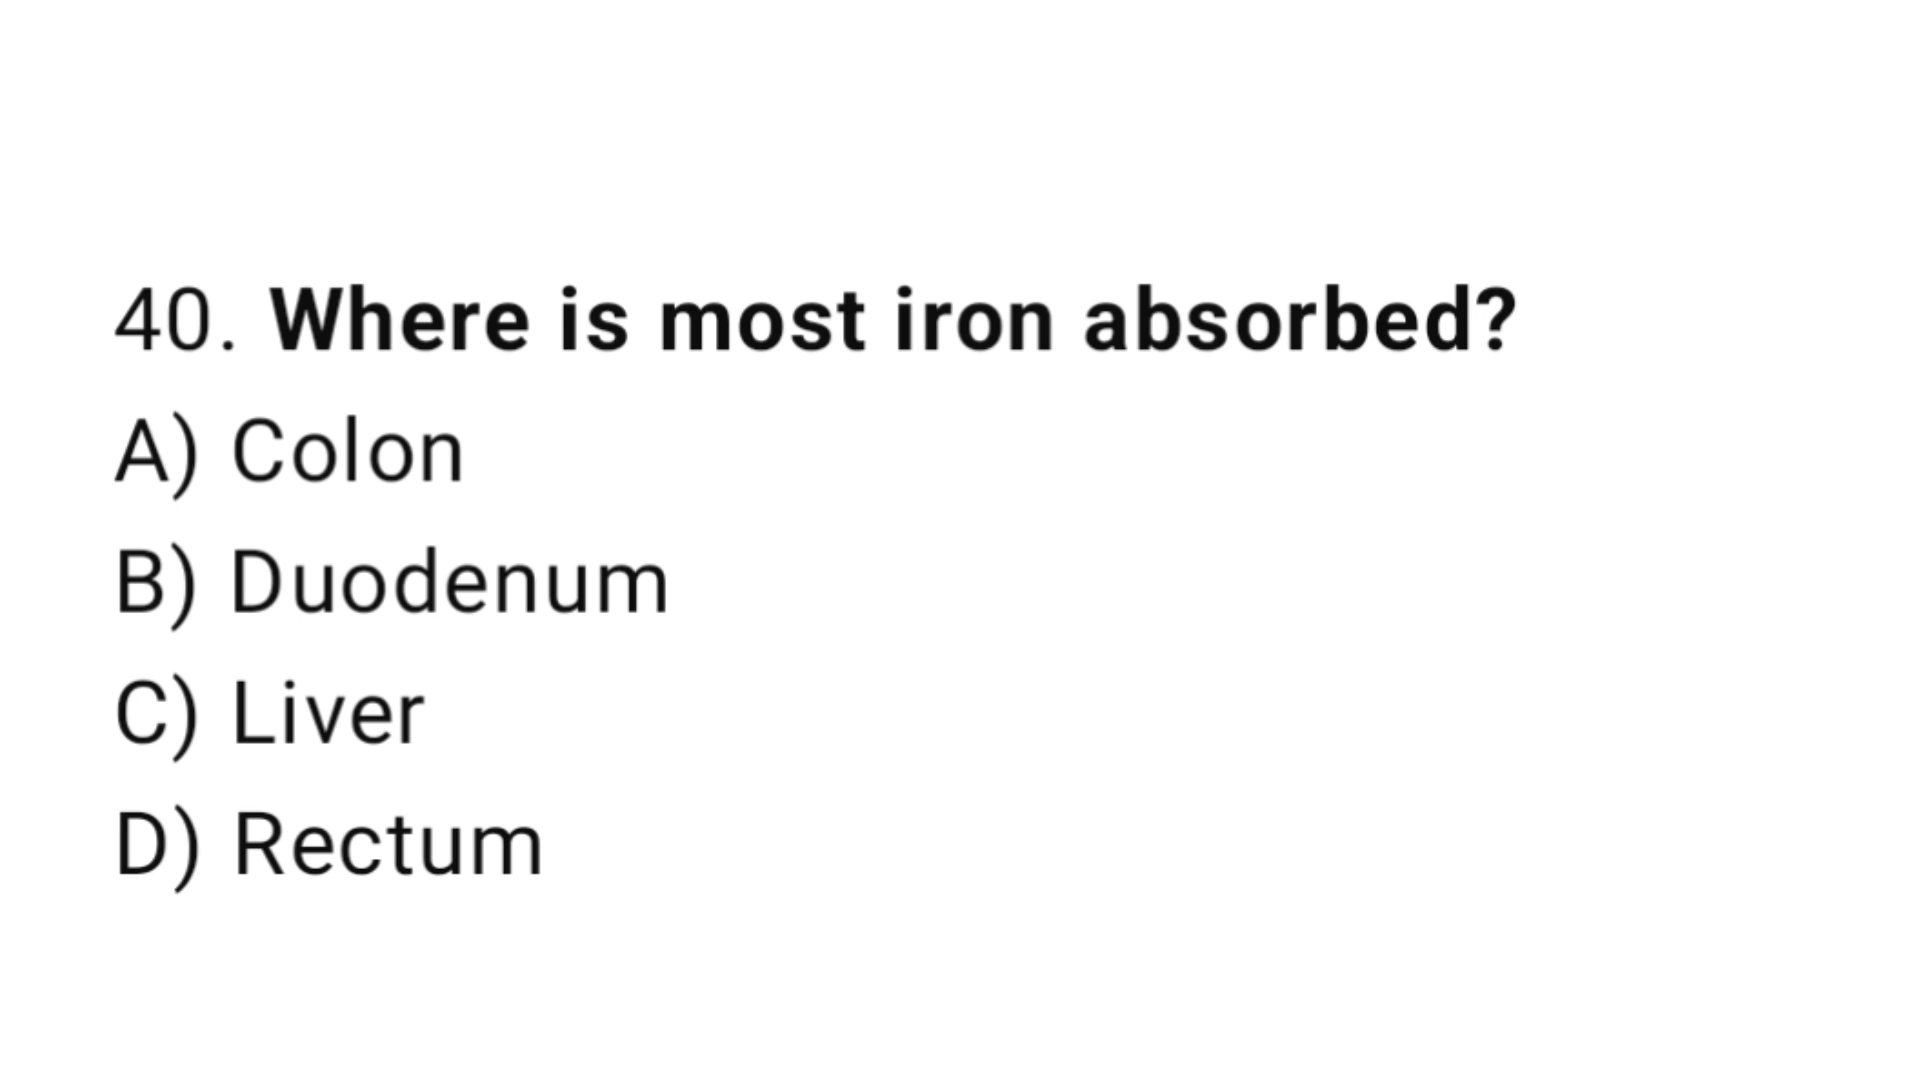 40. Where is most iron absorbed?
A) Colon
B) Duodenum
C) Liver
D) Rectum